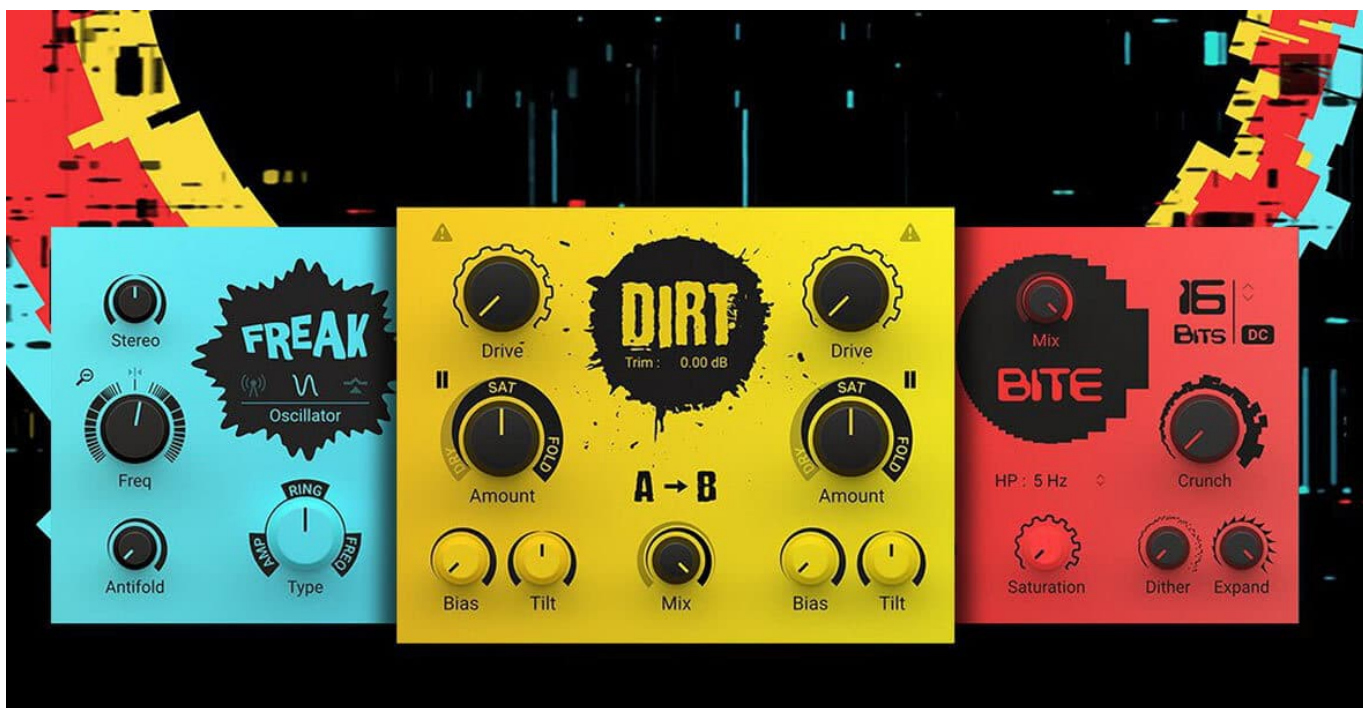 Stereo
FREAK
Oscillator
Freq
RING
AMP
FREQ
Antifold
Type
Drive
DIRT
Trim : 0.00 dB
Drive
SAT
DRY
FOLD
Amount
SAT
DRY
FOLD
Amount
A → B
Bias
Tilt
Mix
Bias
Tilt
Mix
BITE
16
BITS
DC
HP : 5 Hz
Crunch
Saturation
Dither
Expand